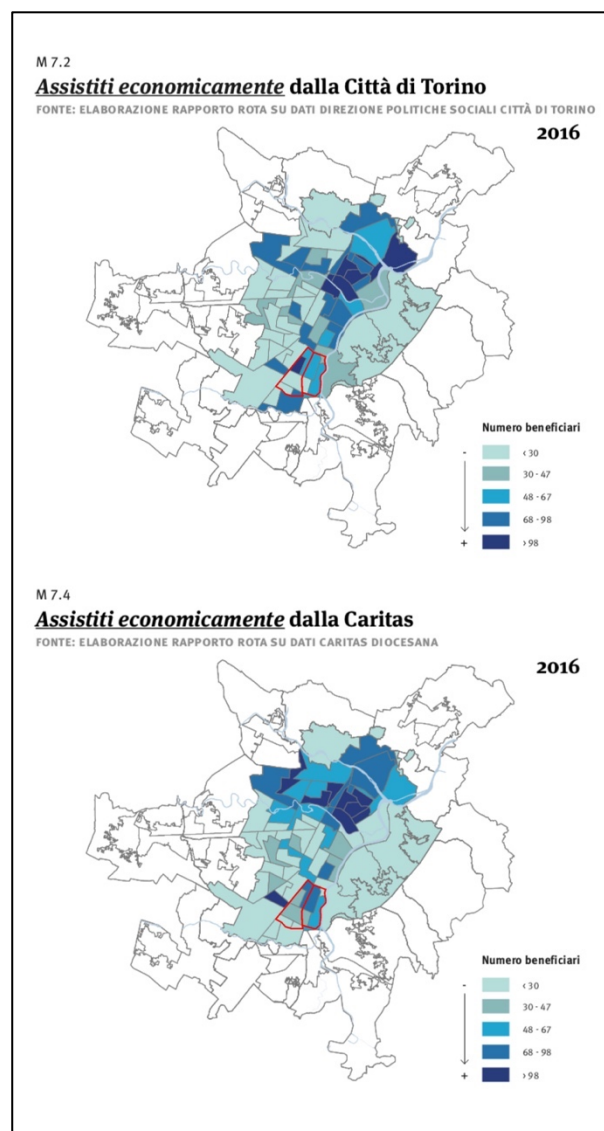 M 7.2
Assistiti economicamente dalla Città di Torino
FONTE: ELABORAZIONE RAPPORTO ROTA SU DATI DIREZIONE POLITICHE SOCIALI CITTÀ DI TORINO
2016
Numero beneficiari
- ‹ 30
30 - 47
48 - 67
68 - 98
+ › 98
M 7.4
Assistiti economicamente dalla Caritas
FONTE: ELABORAZIONE RAPPORTO ROTA SU DATI CARITAS DIOCESANA
2016
Numero beneficiari
- ‹ 30
30 - 47
48 - 67
68 - 98
+ › 98